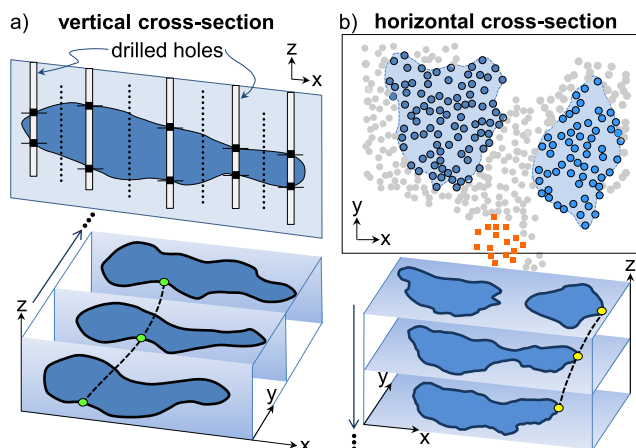 a) vertical cross-section
drilled holes
z
x
z
y
x
b) horizontal cross-section
y
x
z
y
x